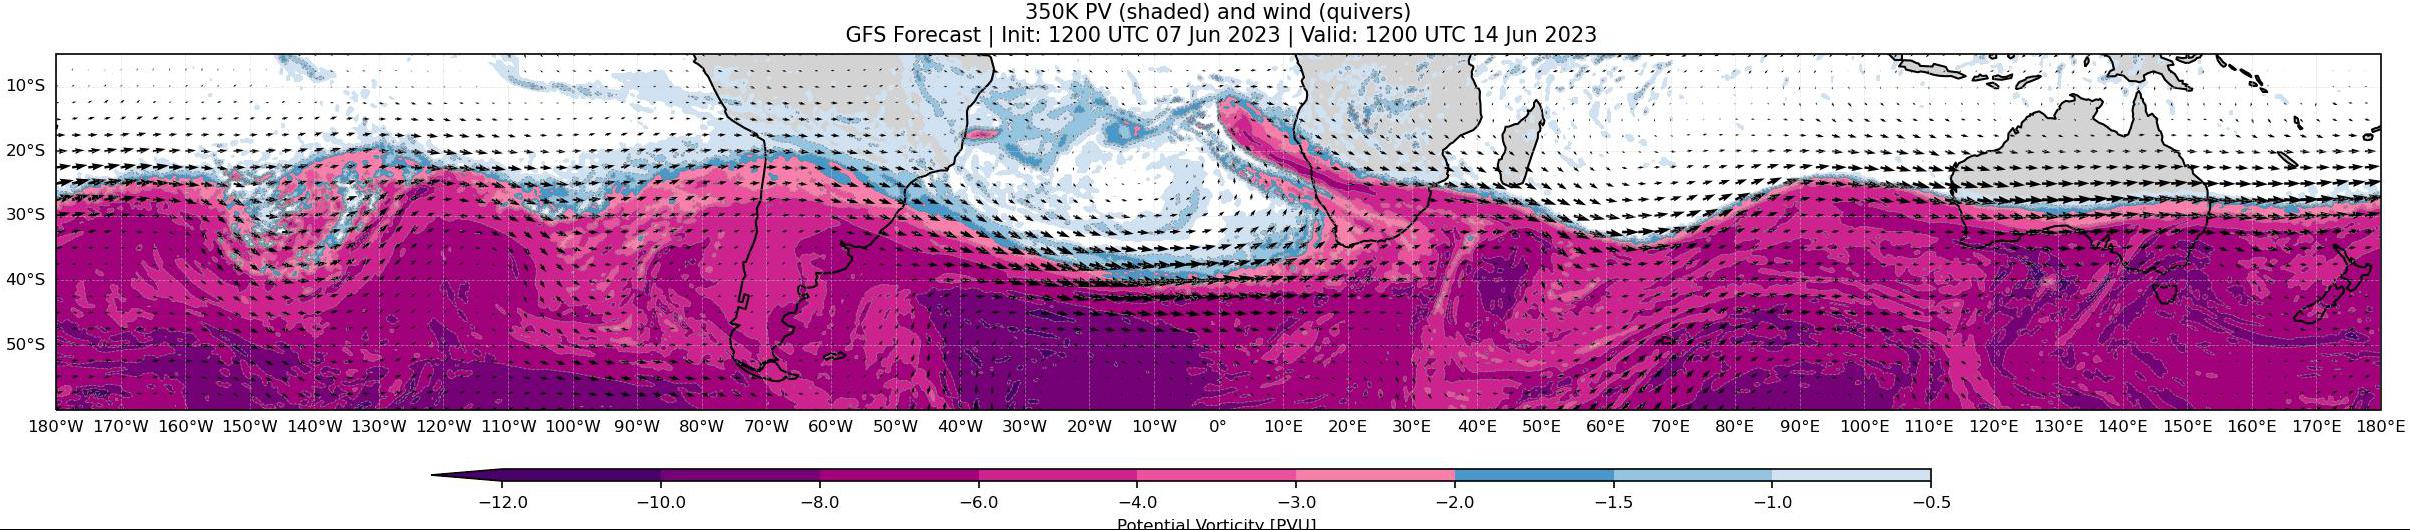 350K PV (shaded) and wind (quivers)
GFS Forecast | Init: 1200 UTC 07 Jun 2023 | Valid: 1200 UTC 14 Jun 2023
10°S
20°S
30°S
40°S
50°S
180°W 170°W 160°W 150°W 140°W 130°W 120°W 110°W 100°W 90°W 80°W 70°W 60°W 50°W 40°W 30°W 20°W 10°W 0° 10°E 20°E 30°E 40°E 50°E 60°E 70°E 80°E 90°E 100°E 110°E 120°E 130°E 140°E 150°E 160°E 170°E 180°E
−12.0 −10.0 −8.0 −6.0 −4.0 −3.0 −2.0 −1.5 −1.0 −0.5
Potential Vorticity [PVU]